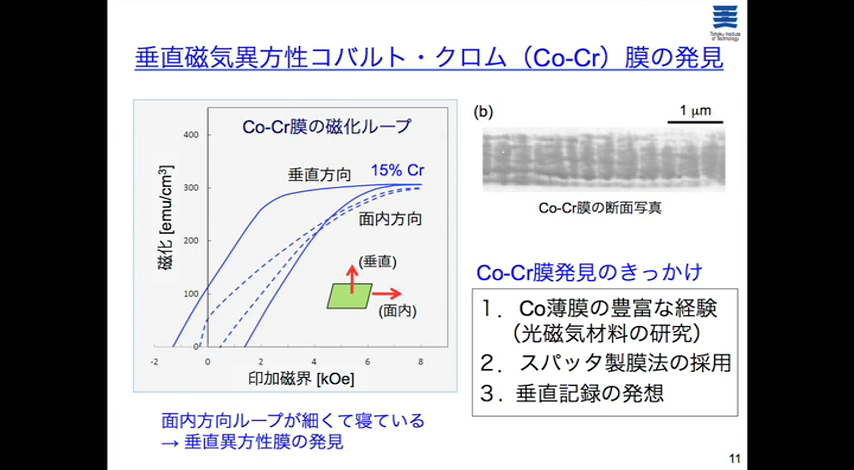 Tohoku Institute
of Technology
垂直磁気異方性コバルト・クロム（Co-Cr）膜の発見
Co-Cr膜の磁化ループ
垂直方向
15% Cr
面内方向
(垂直)
(面内)
磁化 [emu/cm³]
400
300
200
100
0
-2 0 2 4 6 8
印加磁界 [kOe]
面内方向ループが細くて寝ている
→ 垂直異方性膜の発見
(b)
1 μm
Co-Cr膜の断面写真
Co-Cr膜発見のきっかけ
１．Co薄膜の豊富な経験
（光磁気材料の研究）
２．スパッタ製膜法の採用
３．垂直記録の発想
11